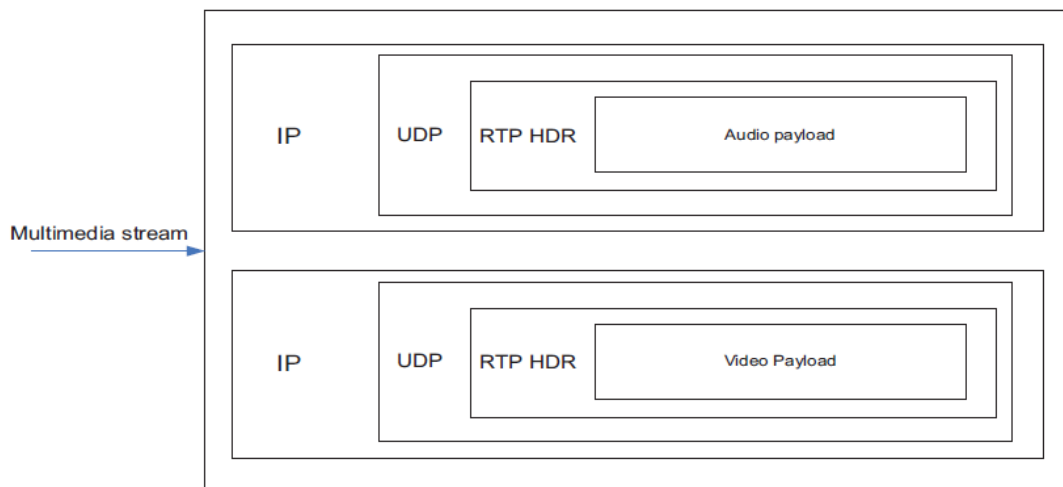 IP
UDP
RTP HDR
Audio payload
Multimedia stream
IP
UDP
RTP HDR
Video Payload